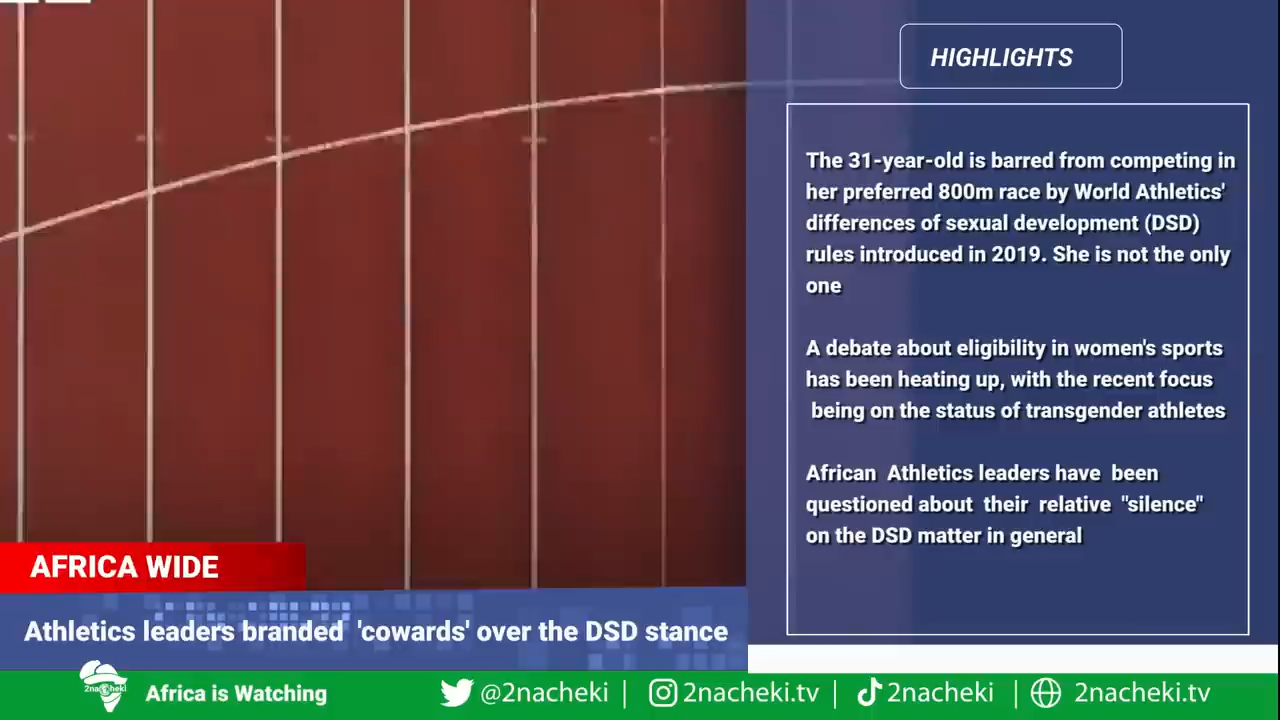 HIGHLIGHTS
The 31-year-old is barred from competing in
her preferred 800m race by World Athletics'
differences of sexual development (DSD)
rules introduced in 2019. She is not the only
one
A debate about eligibility in women's sports
has been heating up, with the recent focus
being on the status of transgender athletes
African Athletics leaders have been
questioned about their relative "silence"
on the DSD matter in general
AFRICA WIDE
Athletics leaders branded 'cowards' over the DSD stance
2nacheki
Africa is Watching
@2nacheki | 2nacheki.tv | 2nacheki | 2nacheki.tv